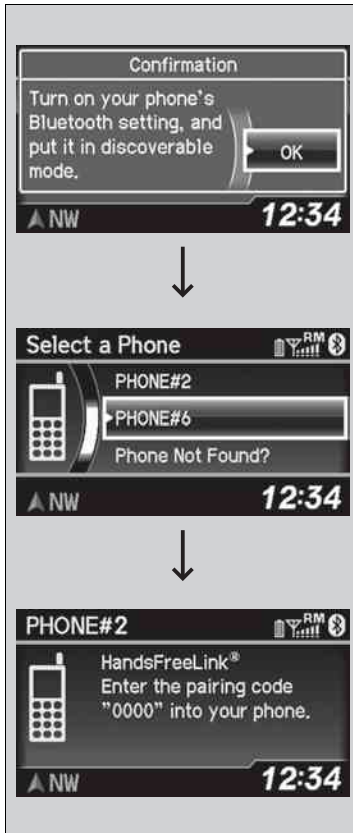 Confirmation
Turn on your phone's
Bluetooth setting, and
put it in discoverable
mode.
OK
NW
12:34
Select a Phone
RM
PHONE#2
PHONE#6
Phone Not Found?
NW
12:34
PHONE#2
RM
HandsFreeLink®
Enter the pairing code
"0000" into your phone.
NW
12:34